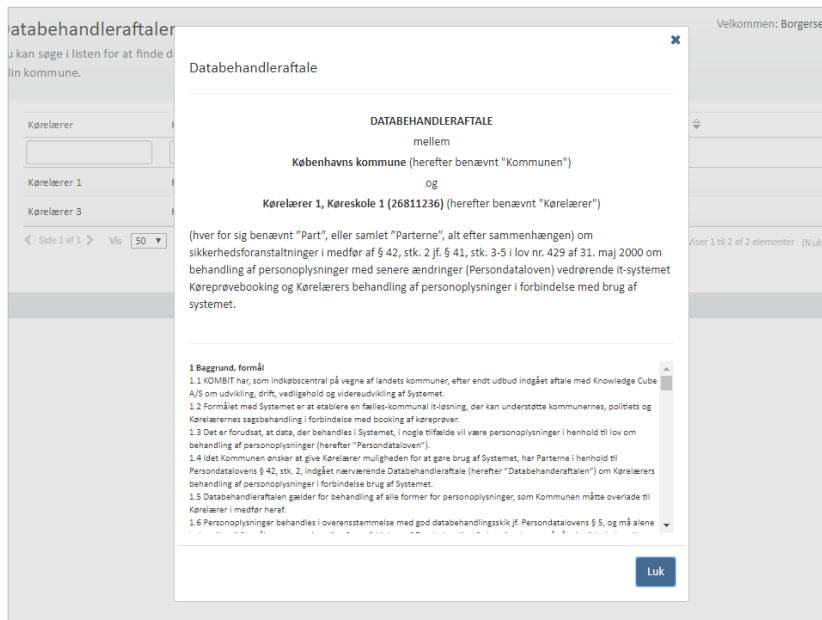 Databehandleraftaler
Velkommen: Borgerse
u kan søge i listen for at finde d
din kommune.
Kørelærer
Kørelærer 1
Kørelærer 3
Side 1 af 1
Vis
50
Viser 1 til 2 af 2 elementer
Databehandleraftale
DATABEHANDLERAFTALE
mellem
Københavns kommune (herefter benævnt "Kommunen")
og
Kørelærer 1, Køreskole 1 (26811236) (herefter benævnt "Kørelærer")
(hver for sig benævnt "Part", eller samlet "Parterne", alt efter sammenhængen) om
sikkerhedsforanstaltninger i medfør af § 42, stk. 2 jf. § 41, stk. 3-5 i lov nr. 429 af 31. maj 2000 om
behandling af personoplysninger med senere ændringer (Persondataloven) vedrørende it-systemet
Køreprøvebooking og Kørelærers behandling af personoplysninger i forbindelse med brug af
systemet.
1 Baggrund, formål
1.1 KOMBIT har, som indkøbscentral på vegne af landets kommuner, efter endt udbud indgået aftale med Knowledge Cube
A/S om udvikling, drift, vedligehold og videreudvikling af Systemet.
1.2 Formålet med Systemet er at etablere en fælles-kommunal it-løsning, der kan understøtte kommunernes, politiets og
Kørelærernes sagsbehandling i forbindelse med booking af køreprøver.
1.3 Det er forudsat, at data, der behandles i Systemet, i nogle tilfælde vil være personoplysninger i henhold til lov om
behandling af personoplysninger (herefter "Persondataloven").
1.4 Idet Kommunen ønsker at give Kørelærer muligheden for at gøre brug af Systemet, har Parterne i henhold til
Persondatalovens § 42, stk. 2, indgået nærværende Databehandleraftale (herefter "Databehanderaftalen") om Kørelærers
behandling af personoplysninger i forbindelse brug af Systemet.
1.5 Databehandleraftalen gælder for behandling af alle former for personoplysninger, som Kommunen måtte overlade til
Kørelærer i medfør heraf.
1.6 Personoplysninger behandles i overensstemmelse med god databehandlingsskik jf. Persondatalovens § 5, og må alene
Luk